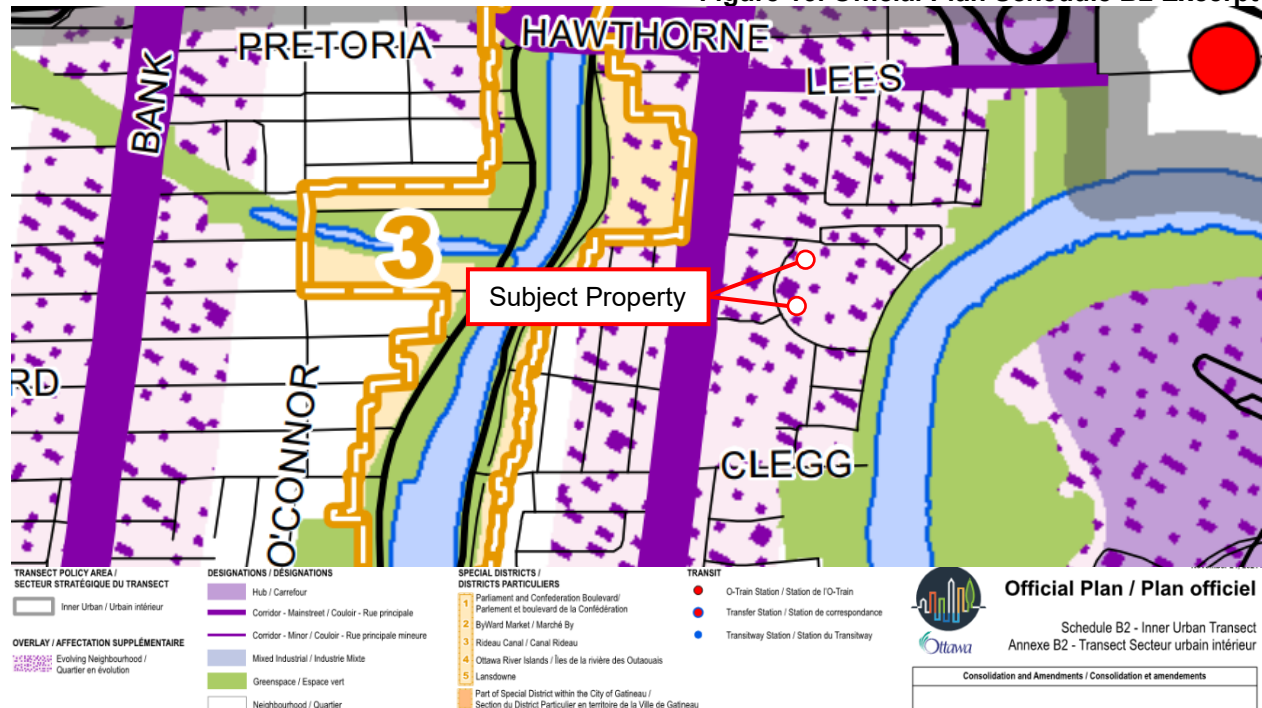 Figure 10: Official Plan Schedule B2 Excerpt
PRETORIA
HAWTHORNE
LEES
BANK
3
Subject Property
RD
O'CONNOR
CLEGG
TRANSECT POLICY AREA /
SECTEUR STRATÉGIQUE DU TRANSECT
Inner Urban / Urbain intérieur
OVERLAY / AFFECTATION SUPPLÉMENTAIRE
Evolving Neighbourhood /
Quartier en évolution
DESIGNATIONS / DÉSIGNATIONS
Hub / Carrefour
Corridor - Mainstreet / Couloir - Rue principale
Corridor - Minor / Couloir - Rue principale mineure
Mixed Industrial / Industrie Mixte
Greenspace / Espace vert
Neighbourhood / Quartier
SPECIAL DISTRICTS /
DISTRICTS PARTICULIERS
1 Parliament and Confederation Boulevard/
Parlement et boulevard de la Confédération
2 ByWard Market / Marché By
3 Rideau Canal / Canal Rideau
4 Ottawa River Islands / Îles de la rivière des Outaouais
5 Lansdowne
Part of Special District within the City of Gatineau /
Section du District Particulier en territoire de la Ville de Gatineau
TRANSIT
O-Train Station / Station de l'O-Train
Transfer Station / Station de correspondance
Transitway Station / Station du Transitway
Ottawa
Official Plan / Plan officiel
Schedule B2 - Inner Urban Transect
Annexe B2 - Transect Secteur urbain intérieur
Consolidation and Amendments / Consolidation et amendements